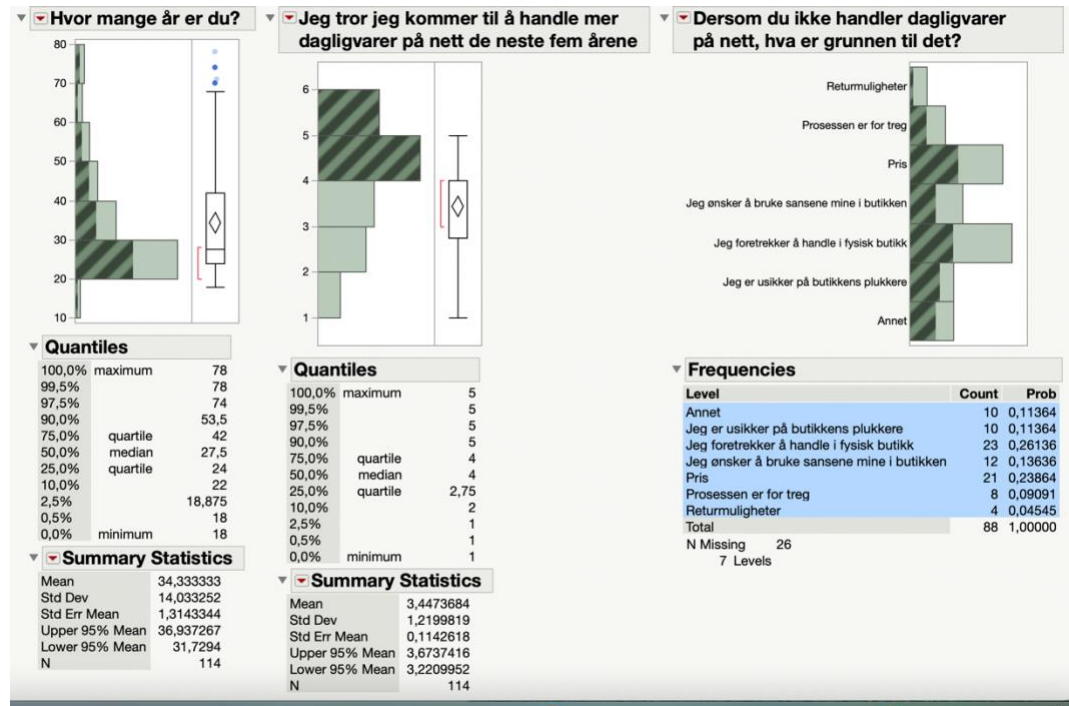 Hvor mange år er du?
80
70
60
50
40
30
20
10
Quantiles
100,0% maximum 78
99,5% 78
97,5% 74
90,0% 53,5
75,0% quartile 42
50,0% median 27,5
25,0% quartile 24
10,0% 22
2,5% 18,875
0,5% 18
0,0% minimum 18
Summary Statistics
Mean 34,333333
Std Dev 14,033252
Std Err Mean 1,3143344
Upper 95% Mean 36,937267
Lower 95% Mean 31,7294
N 114
Jeg tror jeg kommer til å handle mer
dagligvarer på nett de neste fem årene
6
5
4
3
2
1
Quantiles
100,0% maximum 5
99,5% 5
97,5% 5
90,0% 5
75,0% quartile 4
50,0% median 4
25,0% quartile 2,75
10,0% 2
2,5% 1
0,5% 1
0,0% minimum 1
Summary Statistics
Mean 3,4473684
Std Dev 1,2199819
Std Err Mean 0,1142618
Upper 95% Mean 3,6737416
Lower 95% Mean 3,2209952
N 114
Dersom du ikke handler dagligvarer
på nett, hva er grunnen til det?
Returmuligheter
Prosessen er for treg
Pris
Jeg ønsker å bruke sansene mine i butikken
Jeg foretrekker å handle i fysisk butikk
Jeg er usikker på butikkens plukkere
Annet
Frequencies
Level Count Prob
Annet 10 0,11364
Jeg er usikker på butikkens plukkere 10 0,11364
Jeg foretrekker å handle i fysisk butikk 23 0,26136
Jeg ønsker å bruke sansene mine i butikken 12 0,13636
Pris 21 0,23864
Prosessen er for treg 8 0,09091
Returmuligheter 4 0,04545
Total 88 1,00000
N Missing 26
7 Levels